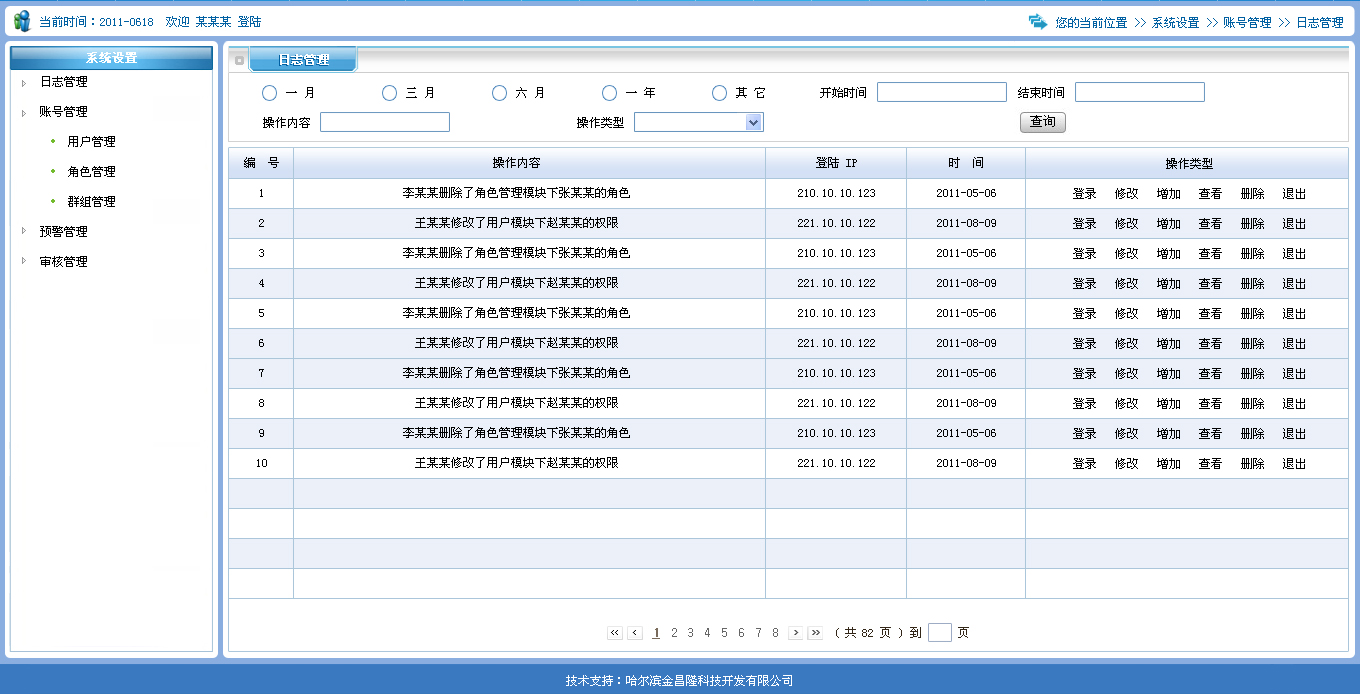 当前时间：2011-0618 欢迎 某某某 登陆
您的当前位置 >> 系统设置 >> 账号管理 >> 日志管理
系统设置
日志管理
账号管理
用户管理
角色管理
群组管理
预警管理
审核管理
日志管理
一 月 三 月 六 月 一 年 其 它 开始时间 结束时间
操作内容 操作类型 查询
编 号 操作内容 登陆 IP 时 间 操作类型
1 李某某删除了角色管理模块下张某某的角色 210.10.10.123 2011-05-06 登录 修改 增加 查看 删除 退出
2 王某某修改了用户模块下赵某某的权限 221.10.10.122 2011-08-09 登录 修改 增加 查看 删除 退出
3 李某某删除了角色管理模块下张某某的角色 210.10.10.123 2011-05-06 登录 修改 增加 查看 删除 退出
4 王某某修改了用户模块下赵某某的权限 221.10.10.122 2011-08-09 登录 修改 增加 查看 删除 退出
5 李某某删除了角色管理模块下张某某的角色 210.10.10.123 2011-05-06 登录 修改 增加 查看 删除 退出
6 王某某修改了用户模块下赵某某的权限 221.10.10.122 2011-08-09 登录 修改 增加 查看 删除 退出
7 李某某删除了角色管理模块下张某某的角色 210.10.10.123 2011-05-06 登录 修改 增加 查看 删除 退出
8 王某某修改了用户模块下赵某某的权限 221.10.10.122 2011-08-09 登录 修改 增加 查看 删除 退出
9 李某某删除了角色管理模块下张某某的角色 210.10.10.123 2011-05-06 登录 修改 增加 查看 删除 退出
10 王某某修改了用户模块下赵某某的权限 221.10.10.122 2011-08-09 登录 修改 增加 查看 删除 退出
« ‹ 1 2 3 4 5 6 7 8 › » （ 共 82 页 ）到 页
技术支持：哈尔滨金昌隆科技开发有限公司